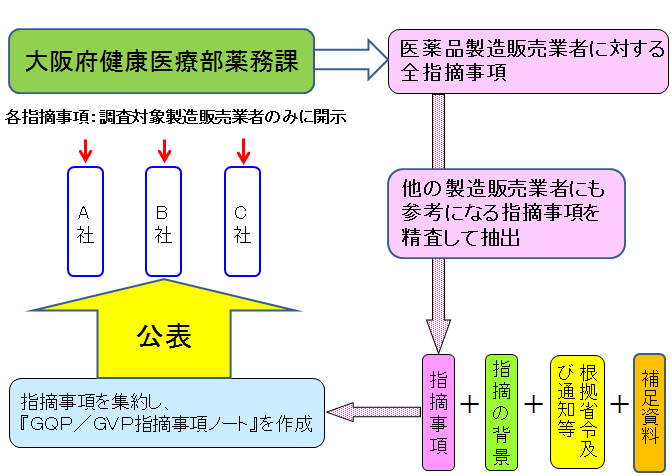 大阪府健康医療部薬務課
医薬品製造販売業者に対する
全指摘事項
各指摘事項：調査対象製造販売業者のみに開示
A社
B社
C社
他の製造販売業者にも
参考になる指摘事項を
精査して抽出
公表
指摘事項を集約し、
『GQP／GVP指摘事項ノート』を作成
指摘事項
+
指摘の背景
+
根拠省令及
び通知等
+
補足資料